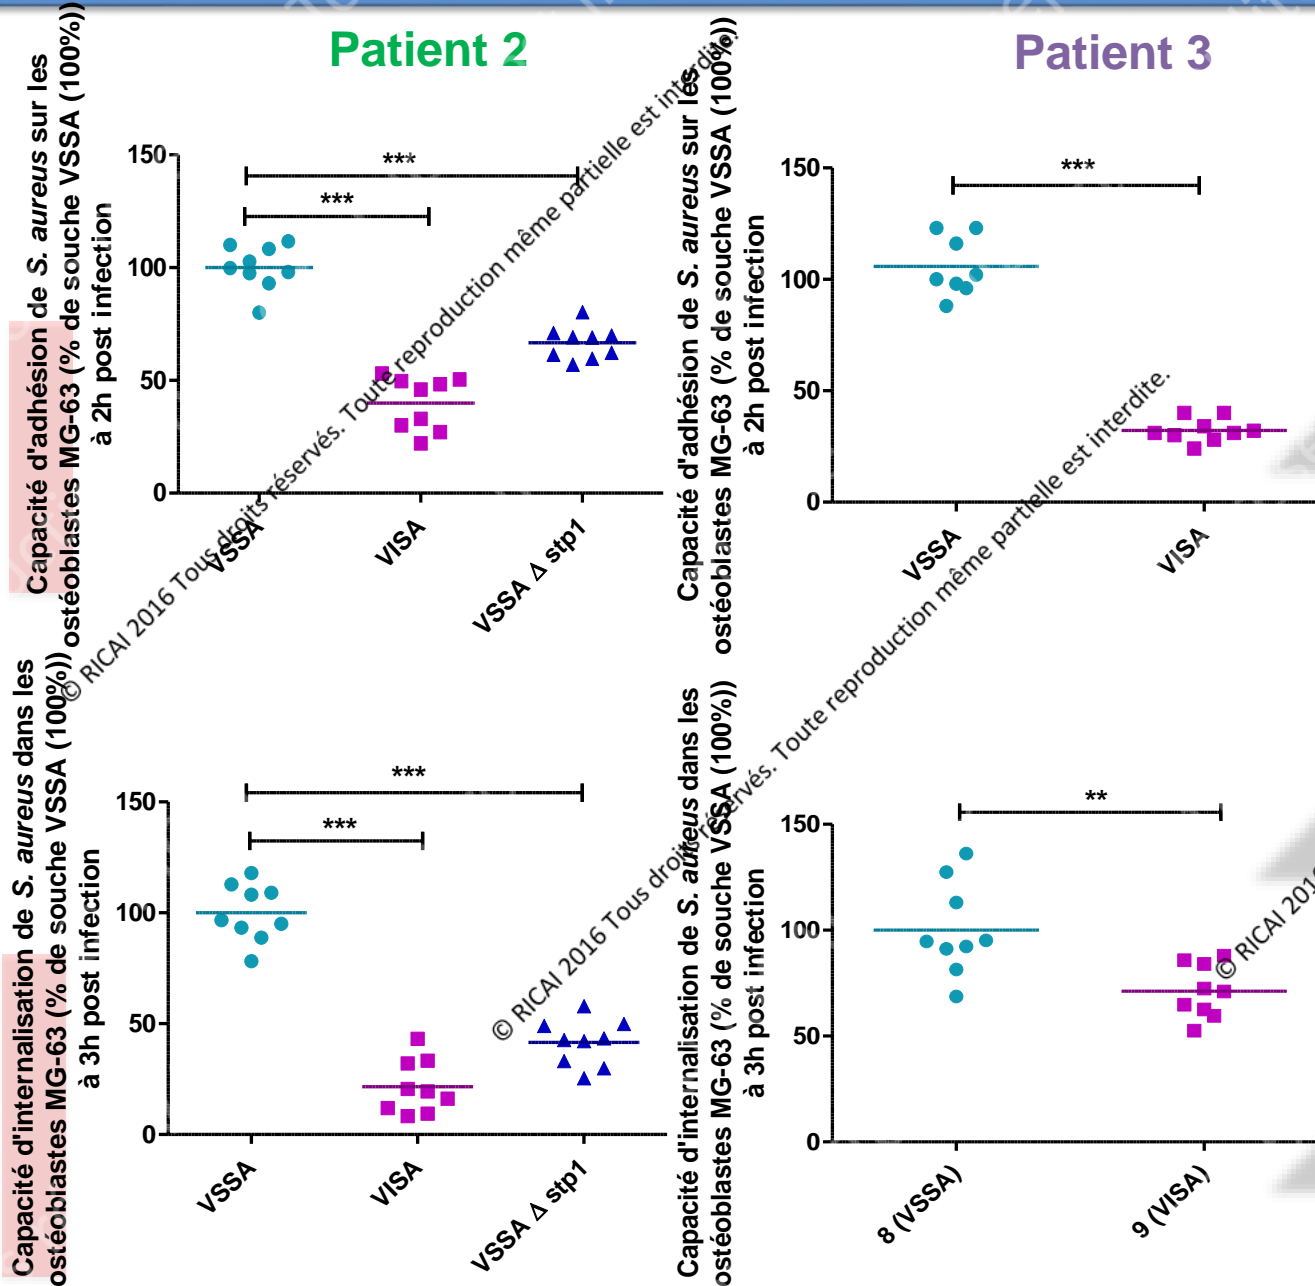 Patient 2
Capacité d'adhésion de S. aureus sur les
ostéoblastes MG-63 (% de souche VSSA (100%))
à 2h post infection
150
100
50
0
***
***
VSSA
VISA
VSSA Δ stp1
Patient 3
Capacité d'adhésion de S. aureus sur les
ostéoblastes MG-63 (% de souche VSSA (100%))
à 2h post infection
150
100
50
0
***
VSSA
VISA
Capacité d'internalisation de S. aureus dans les
ostéoblastes MG-63 (% de souche VSSA (100%))
à 3h post infection
150
100
50
0
***
***
VSSA
VISA
VSSA Δ stp1
Capacité d'internalisation de S. aureus dans les
ostéoblastes MG-63 (% de souche VSSA (100%))
à 3h post infection
150
100
50
0
**
8 (VSSA)
9 (VISA)
© RICAI 2016 Tous droits réservés. Toute reproduction même partielle est interdite.
© RICAI 2016 Tous droits réservés. Toute reproduction même partielle est interdite.
© RICAI 201